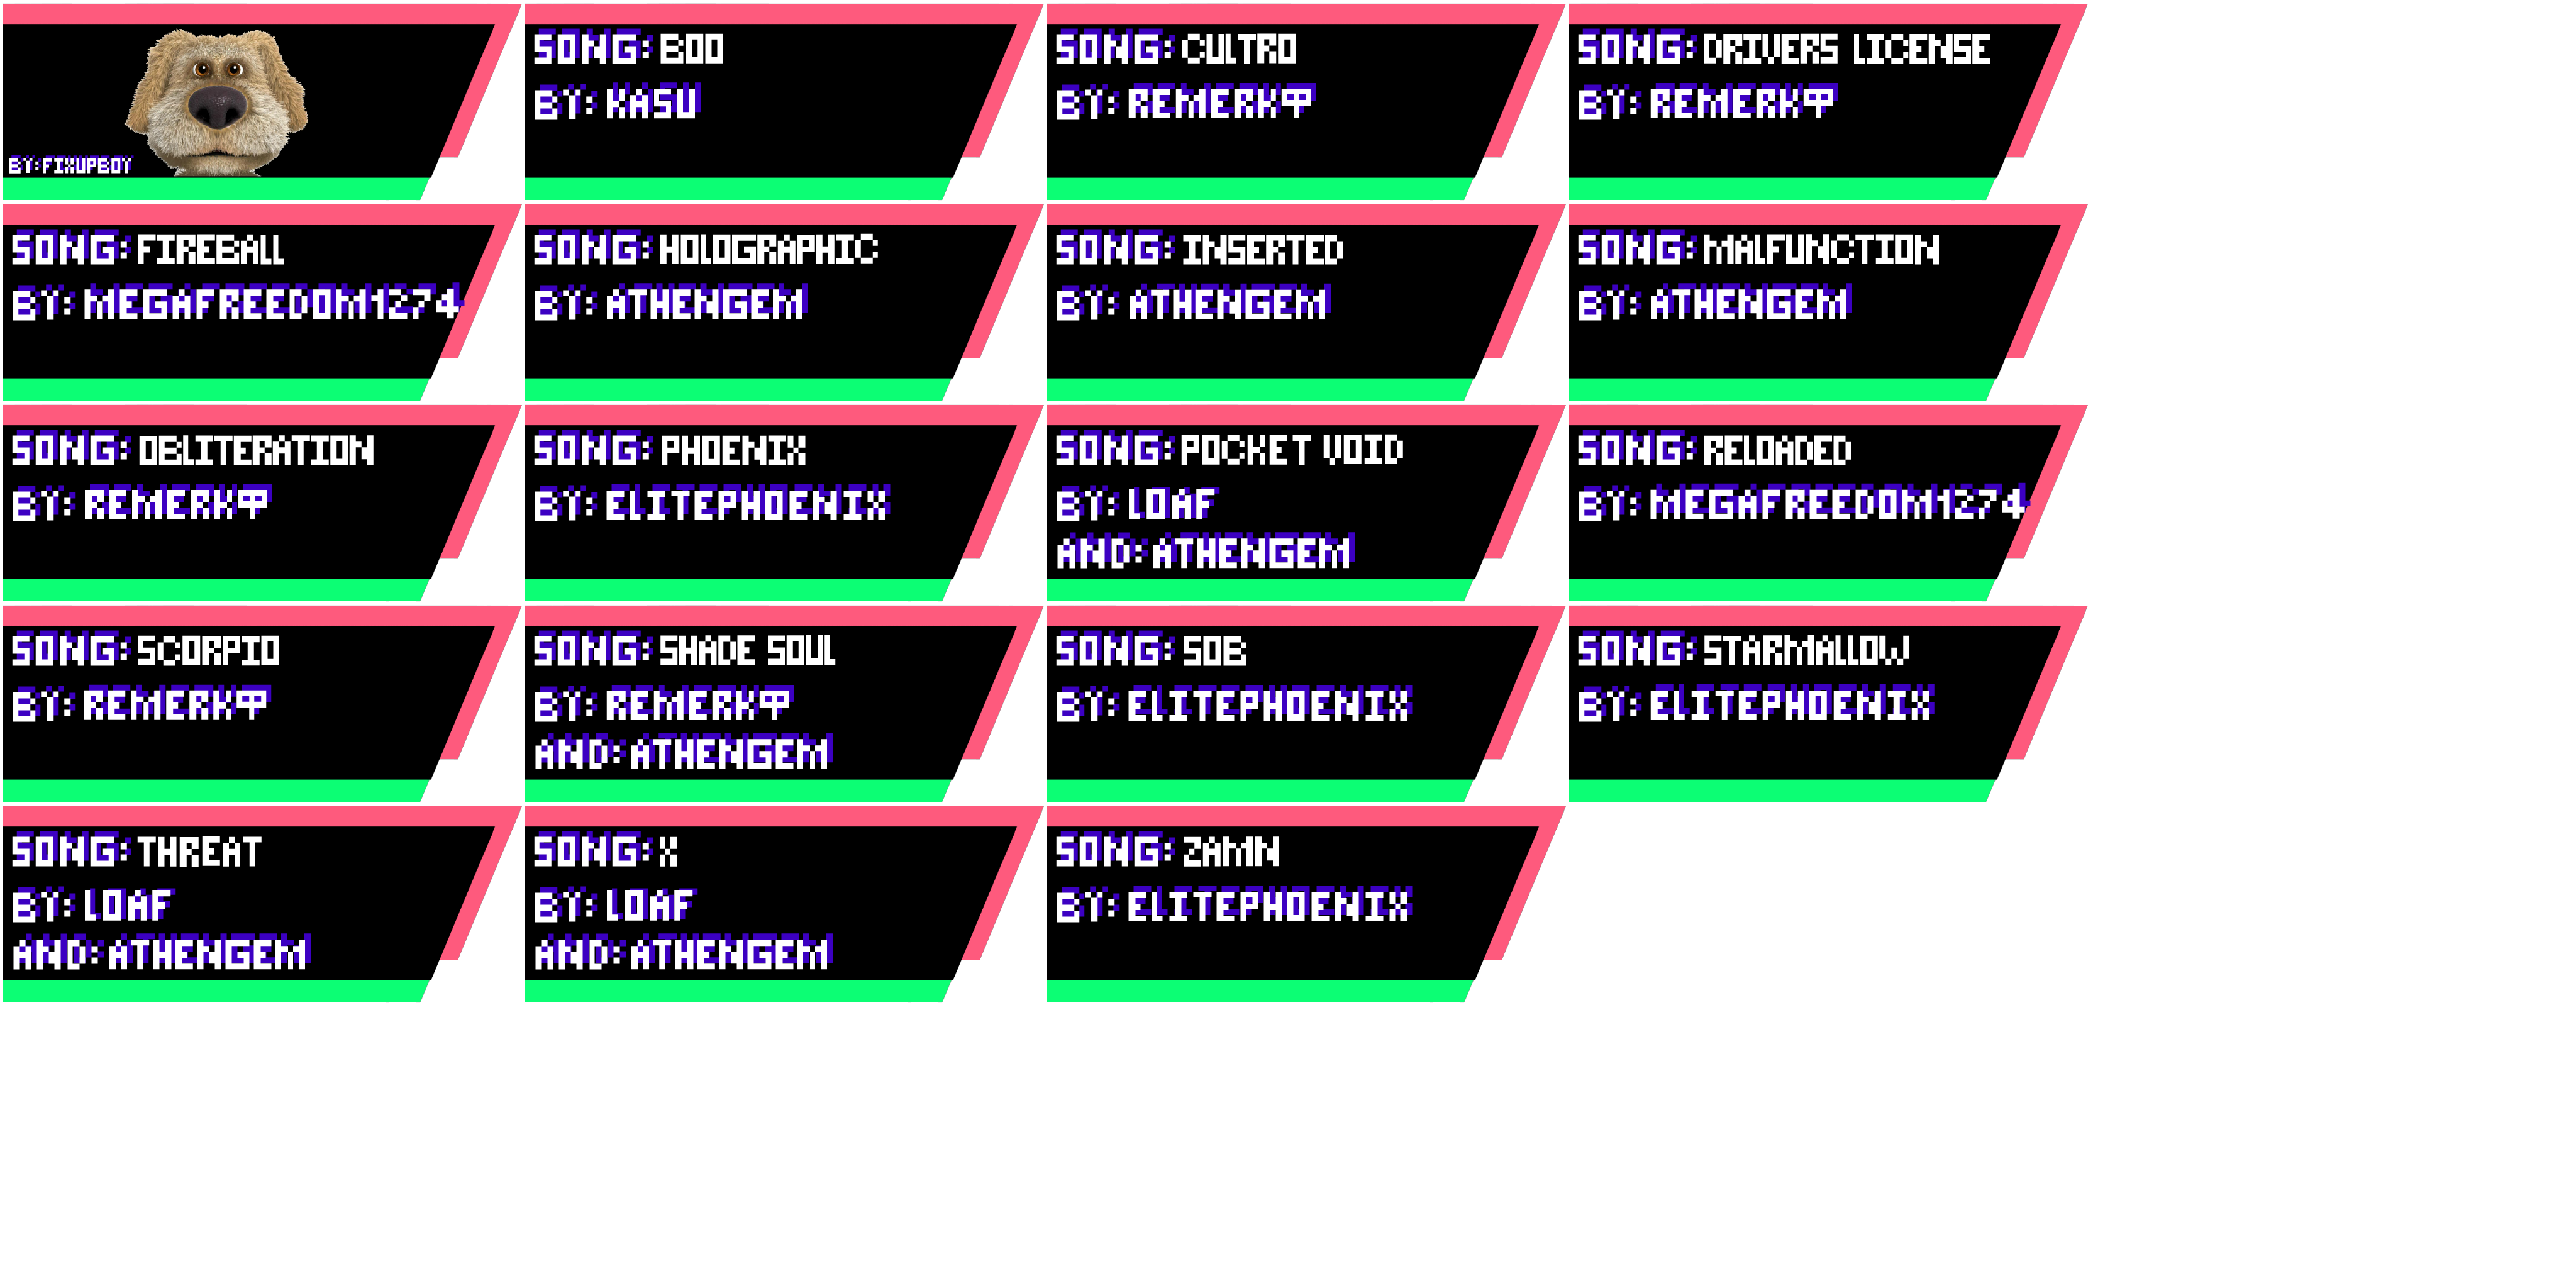 BY:FIXUPBOY
SONG: BOO
BY: KASU
SONG: CULTRO
BY: REMERK
SONG: DRIVERS LICENSE
BY: REMERK
SONG: FIREBALL
BY: MEGAFREEDOM1274
SONG: HOLOGRAPHIC
BY: ATHENGEM
SONG: INSERTED
BY: ATHENGEM
SONG: MALFUNCTION
BY: ATHENGEM
SONG: OBLITERATION
BY: REMERK
SONG: PHOENIX
BY: ELITEPHOENIX
SONG: POCKET VOID
BY: LOAF
AND: ATHENGEM
SONG: RELOADED
BY: MEGAFREEDOM1274
SONG: SCORPIO
BY: REMERK
SONG: SHADE SOUL
BY: REMERK
AND: ATHENGEM
SONG: SOB
BY: ELITEPHOENIX
SONG: STARMALLOW
BY: ELITEPHOENIX
SONG: THREAT
BY: LOAF
AND: ATHENGEM
SONG: X
BY: LOAF
AND: ATHENGEM
SONG: ZAMN
BY: ELITEPHOENIX